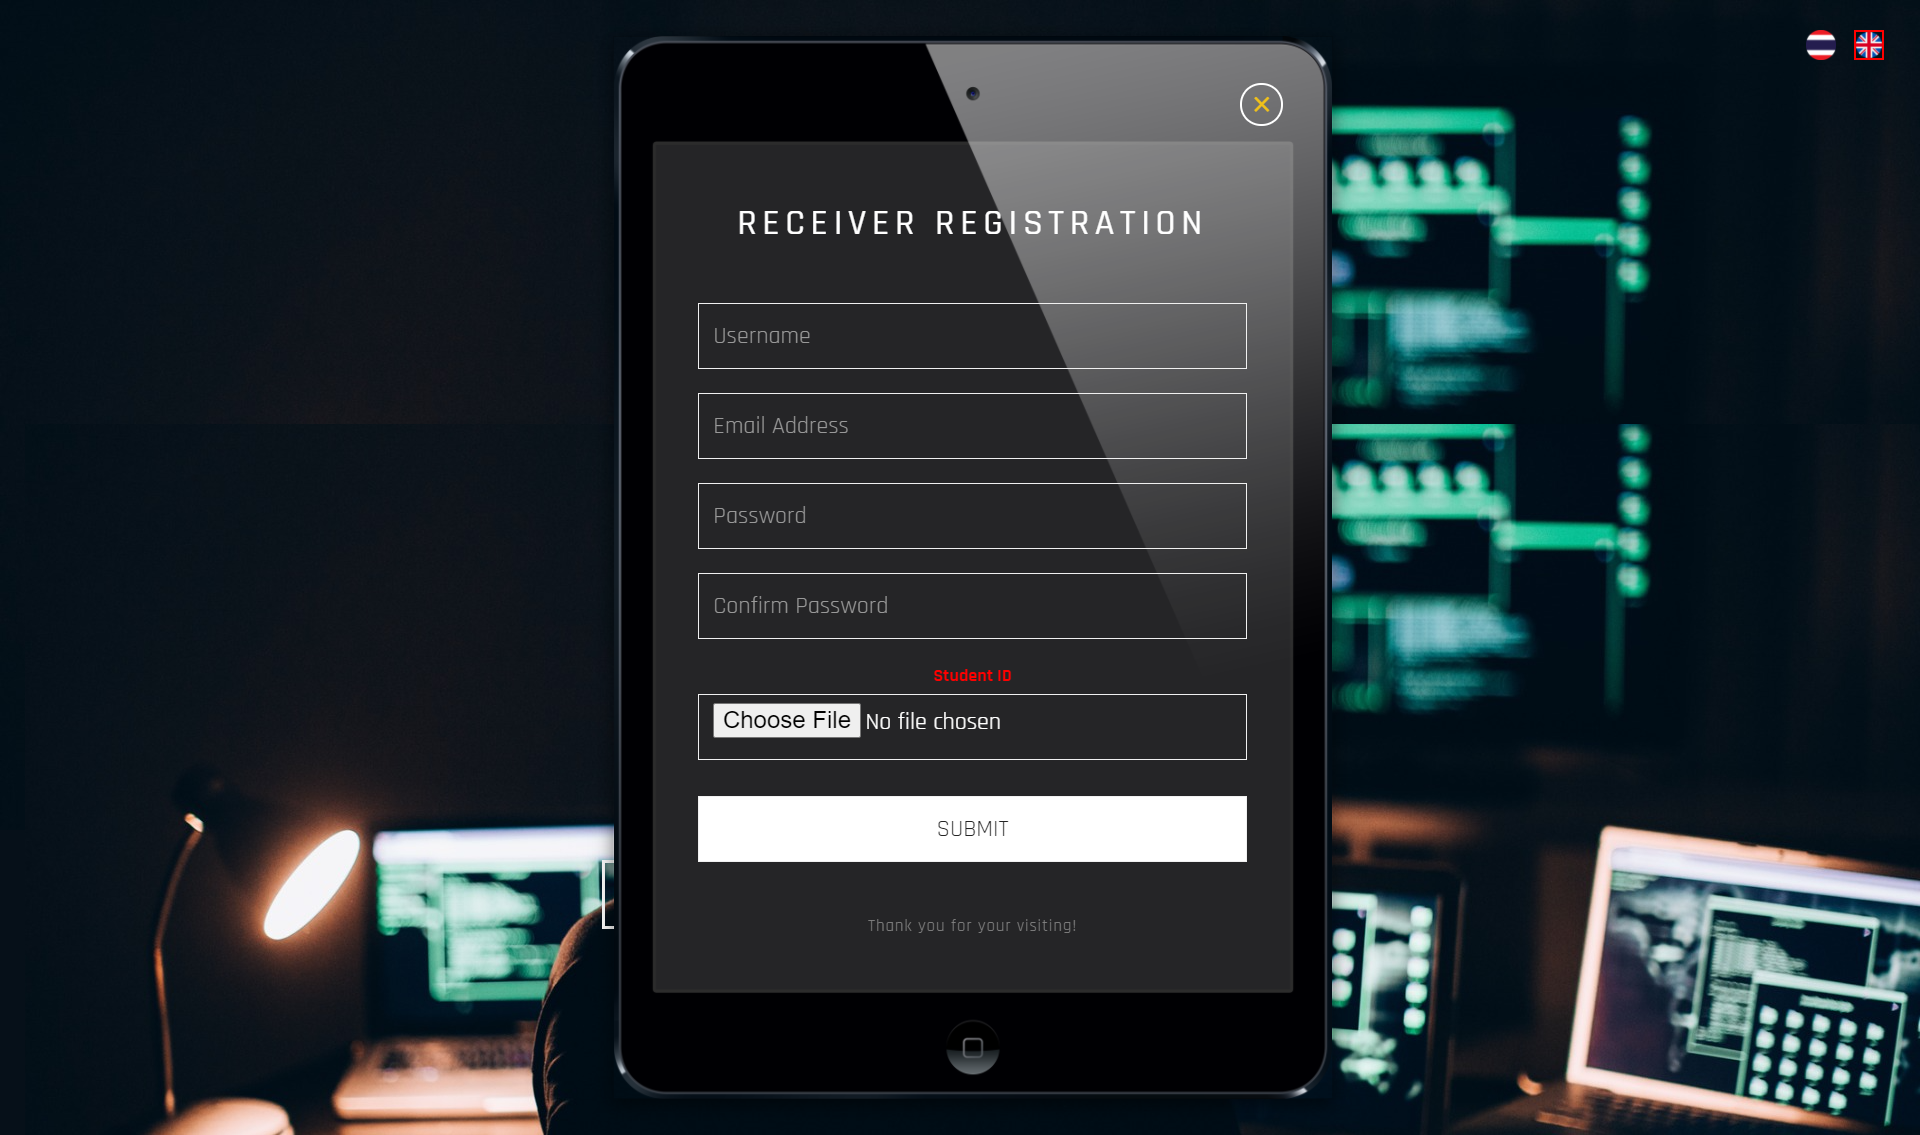 RECEIVER REGISTRATION
Username
Email Address
Password
Confirm Password
Student ID
Choose File No file chosen
SUBMIT
Thank you for your visiting!